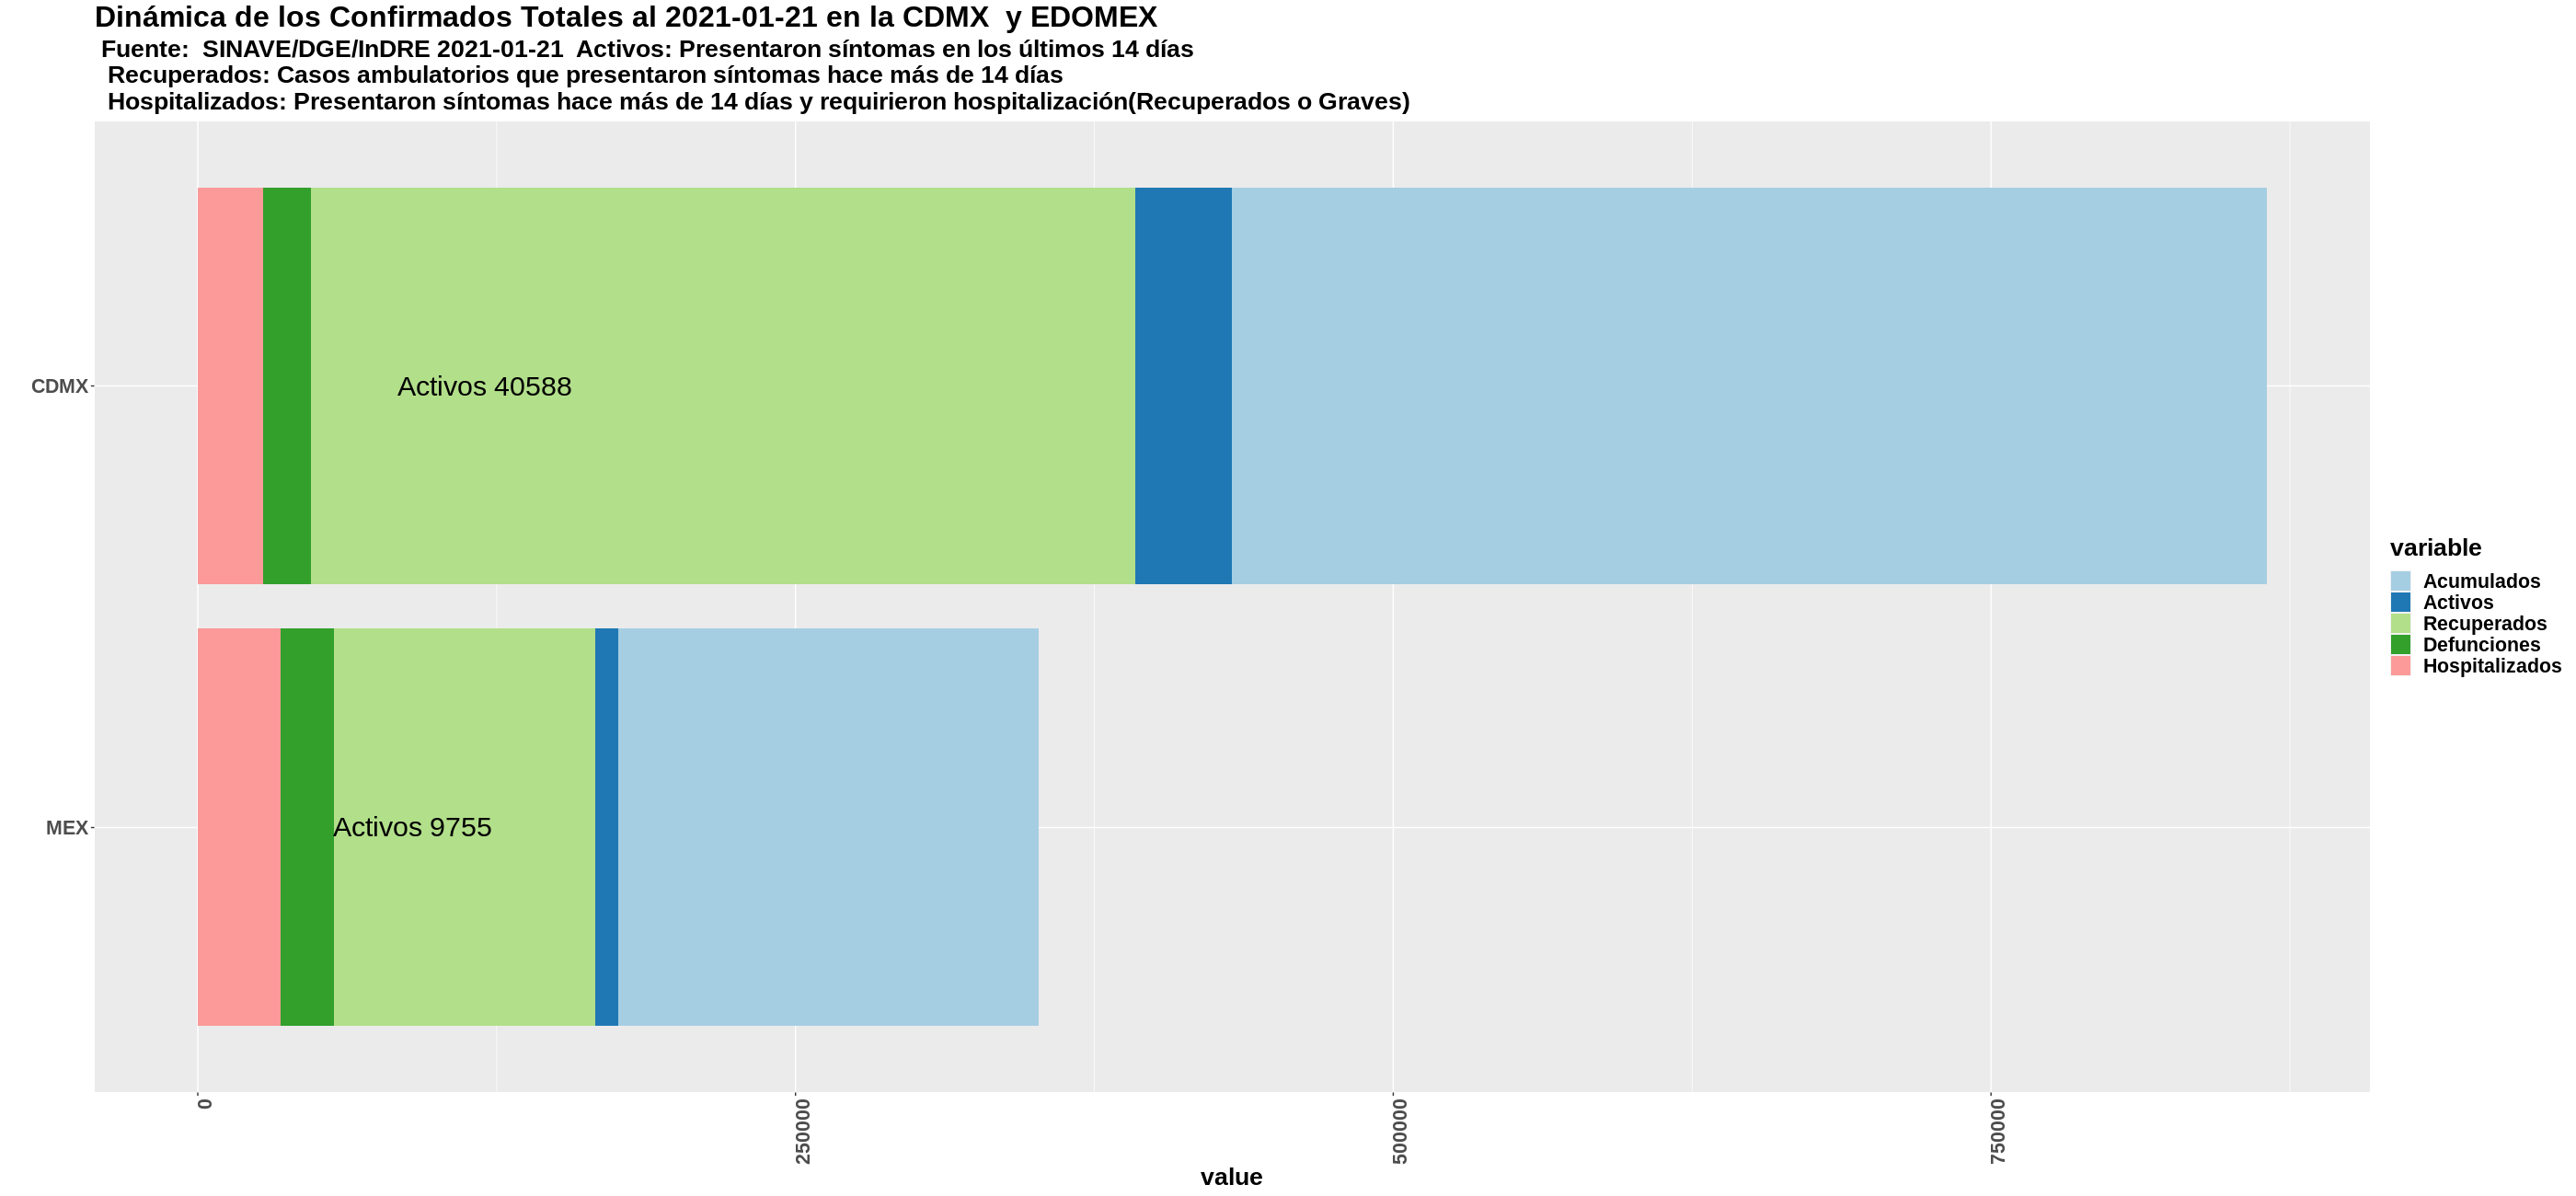 Dinámica de los Confirmados Totales al 2021-01-21 en la CDMX  y EDOMEX
Fuente:  SINAVE/DGE/InDRE 2021-01-21  Activos: Presentaron síntomas en los últimos 14 días
Recuperados: Casos ambulatorios que presentaron síntomas hace más de 14 días
Hospitalizados: Presentaron síntomas hace más de 14 días y requirieron hospitalización(Recuperados o Graves)
CDMX
Activos 40588
MEX
Activos 9755
variable
Acumulados
Activos
Recuperados
Defunciones
Hospitalizados
0
2500000
5000000
7500000
value